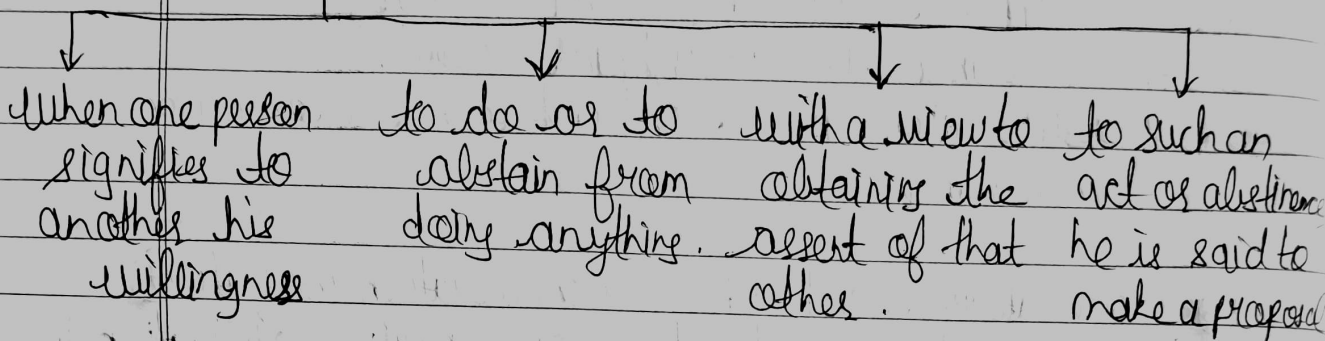 when one person
signifies to
another his
willingness
to do or to
abstain from
doing anything.
with a view to
obtaining the
assent of that
other.
to such an
act or abstinence
he is said to
make a proposal